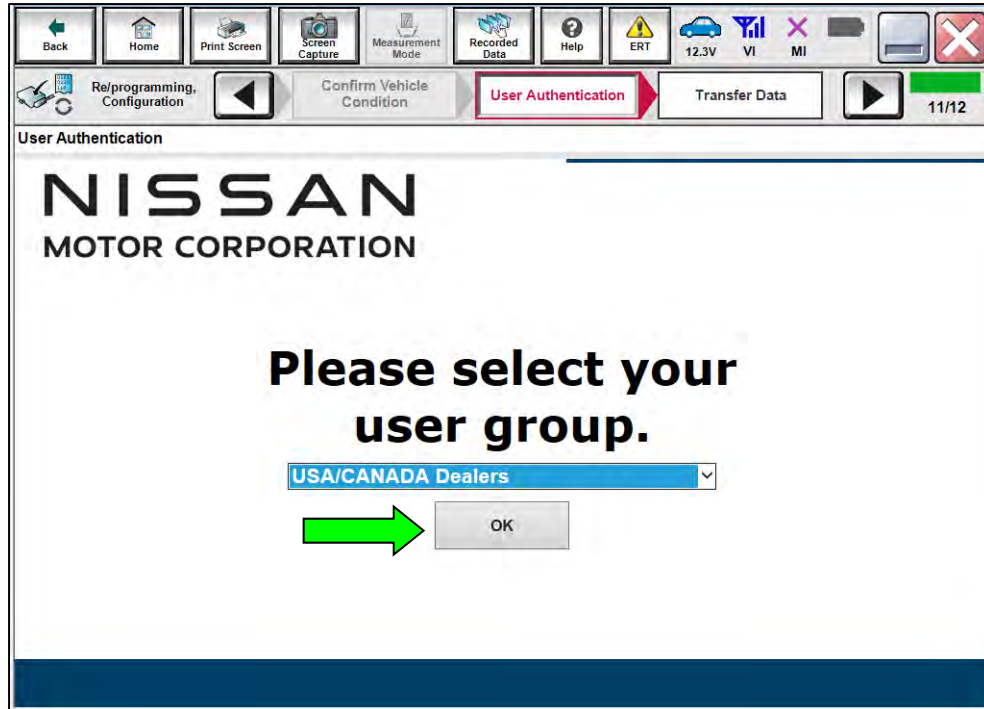 Back
Home
Print Screen
Screen
Capture
Measurement
Mode
Recorded
Data
Help
ERT
12.3V
VI
MI
Re/programming,
Configuration
Confirm Vehicle
Condition
User Authentication
Transfer Data
11/12
User Authentication
NISSAN
MOTOR CORPORATION
Please select your
user group.
USA/CANADA Dealers
OK